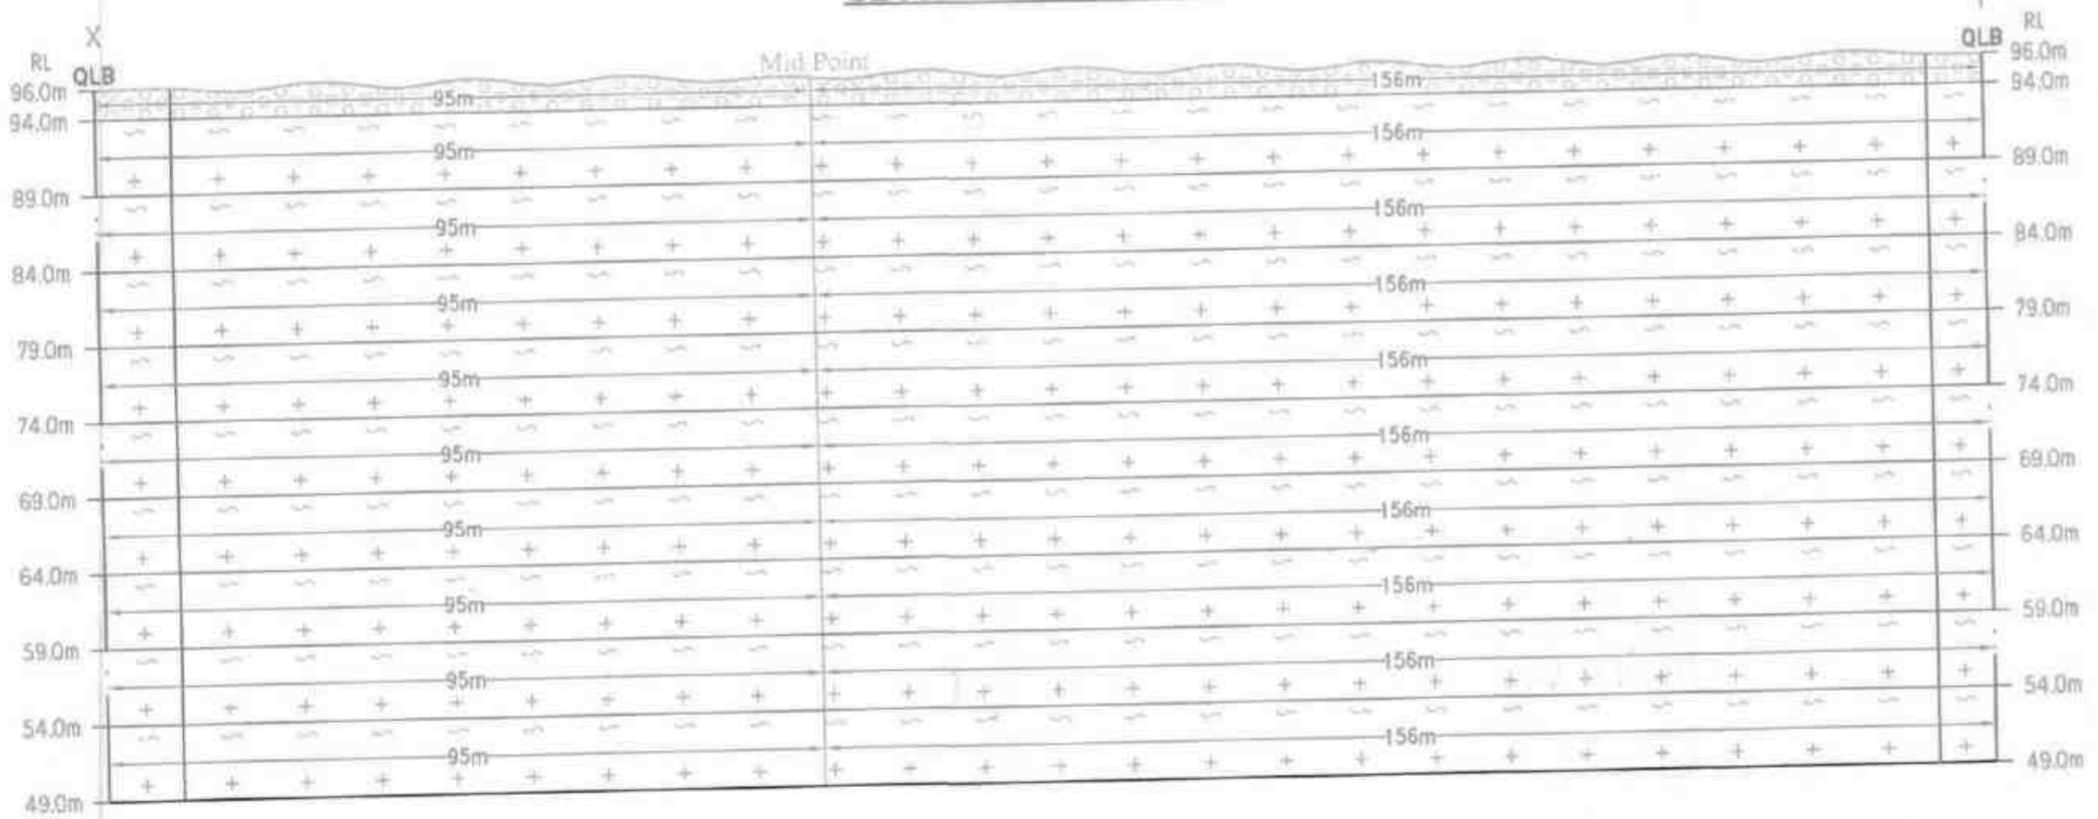 X
RL QLB
Mid Point
QLB RL
96.0m 96.0m
95m 156m
94.0m 94.0m
95m 156m
89.0m 89.0m
95m 156m
84.0m 84.0m
95m 156m
79.0m 79.0m
95m 156m
74.0m 74.0m
95m 156m
69.0m 69.0m
95m 156m
64.0m 64.0m
95m 156m
59.0m 59.0m
95m 156m
54.0m 54.0m
95m 156m
49.0m 49.0m